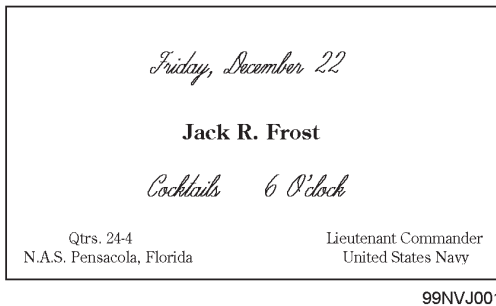 Friday, December 22
Jack R. Frost
Cocktails 6 O'clock
Qtrs. 24-4
N.A.S. Pensacola, Florida
Lieutenant Commander
United States Navy
99NVJ001